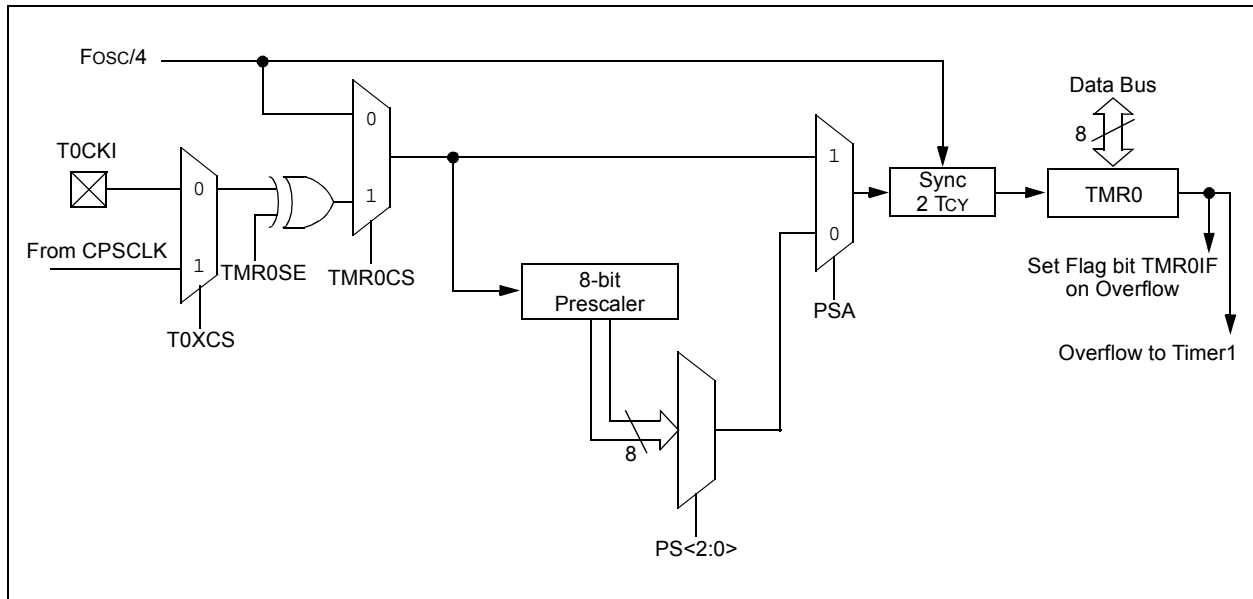 FOSC/4
Data Bus
0
8
T0CKI
1
0
1
Sync
2 TCY
TMR0
0
From CPSCLK
1
TMR0SE
TMR0CS
8-bit
Prescaler
PSA
Set Flag bit TMR0IF
on Overflow
T0XCS
Overflow to Timer1
8
PS<2:0>